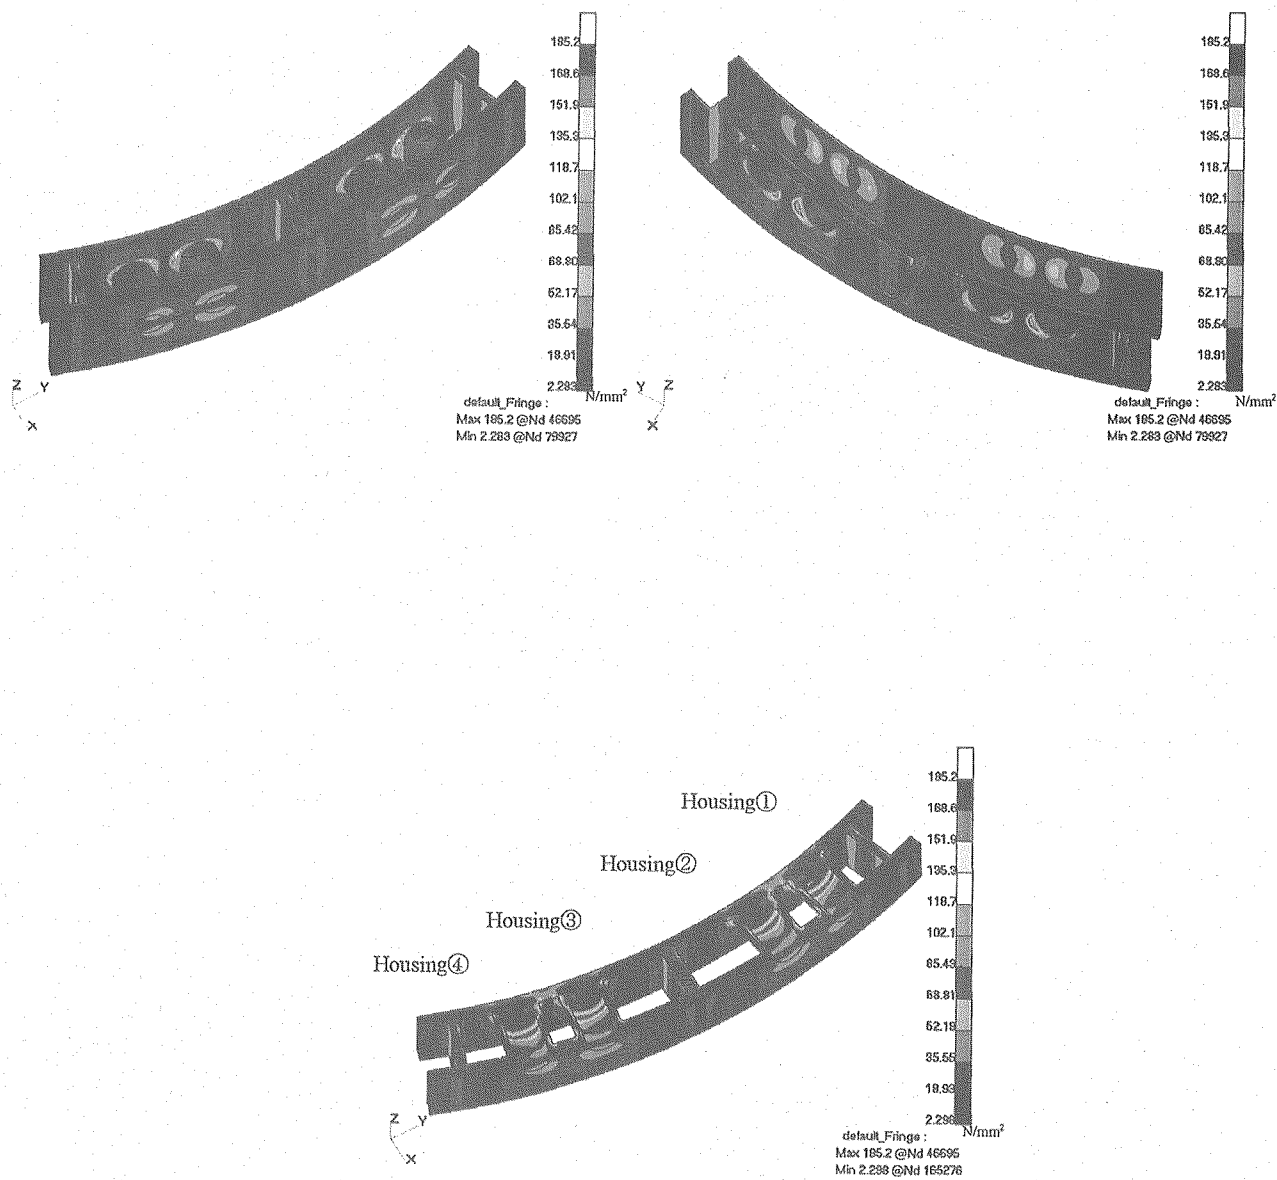 185.2
168.6
151.9
135.3
118.7
102.1
85.42
68.80
52.17
35.54
18.91
2.283
N/mm²
Z Y
X
default_Fringe :
Max 185.2 @Nd 46695
Min 2.283 @Nd 79927
185.2
168.6
151.9
135.3
118.7
102.1
85.42
68.80
52.17
35.54
18.91
2.283
N/mm²
Y Z
X
default_Fringe :
Max 185.2 @Nd 46695
Min 2.283 @Nd 79927
Housing①
Housing②
Housing③
Housing④
185.2
168.6
151.9
135.3
118.7
102.1
85.43
68.81
52.18
35.55
18.93
2.298
N/mm²
Z Y
X
default_Fringe :
Max 185.2 @Nd 46695
Min 2.298 @Nd 165276